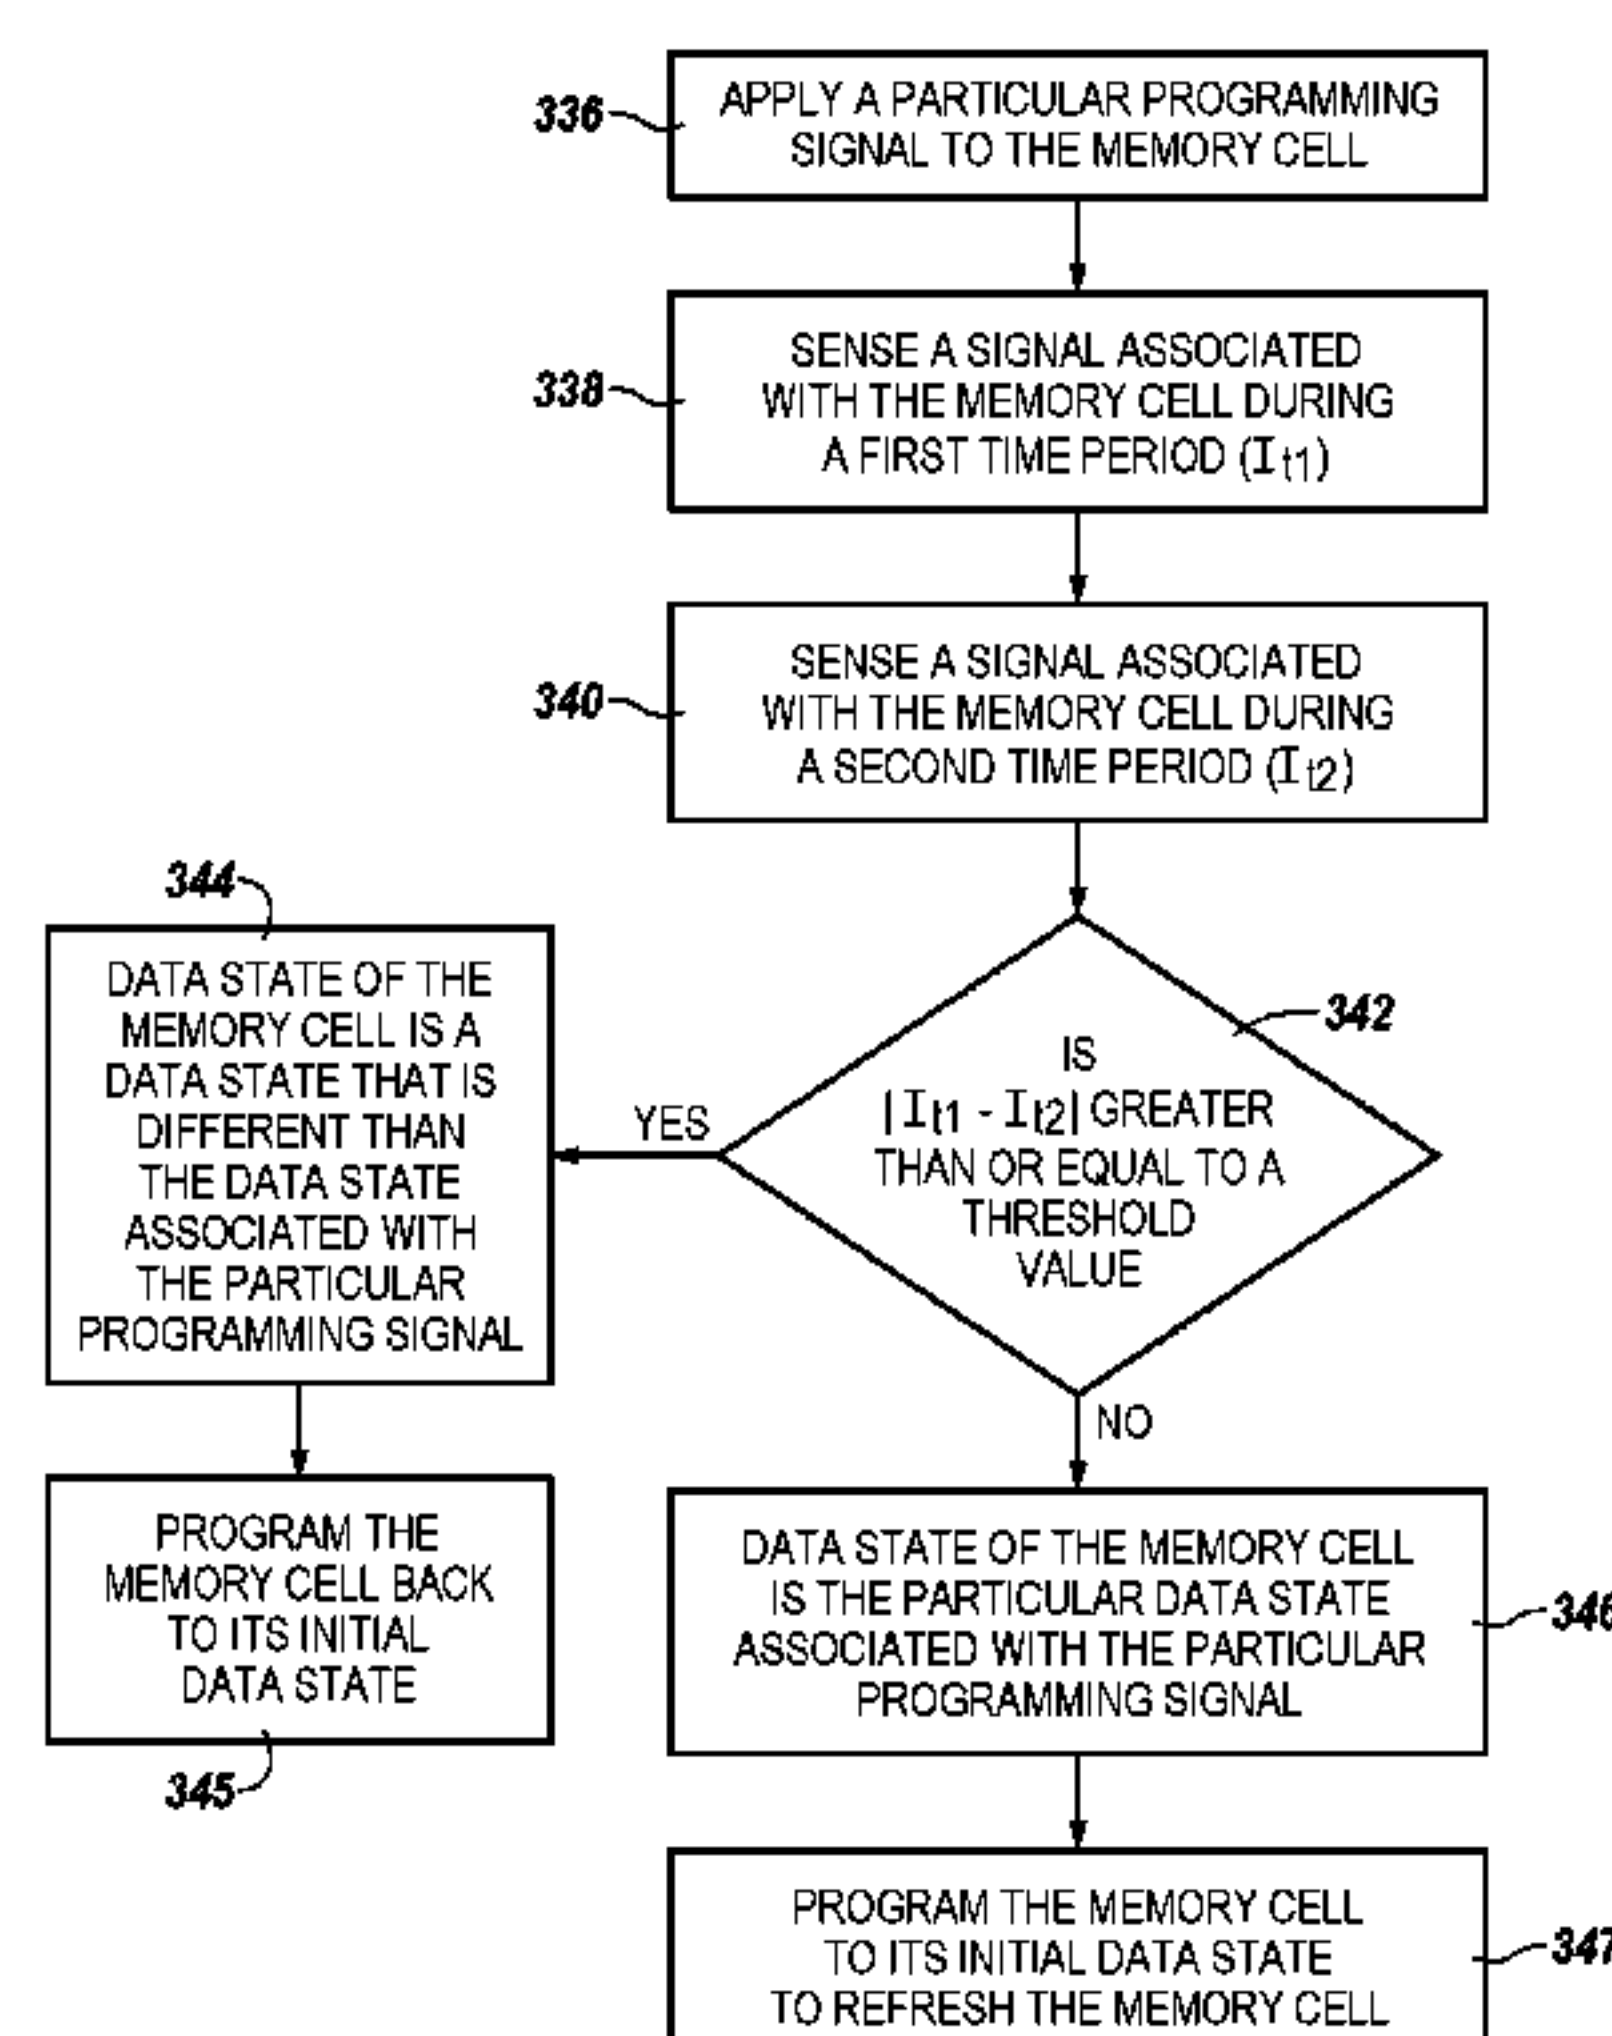 336
APPLY A PARTICULAR PROGRAMMING
SIGNAL TO THE MEMORY CELL
338
SENSE A SIGNAL ASSOCIATED
WITH THE MEMORY CELL DURING
A FIRST TIME PERIOD (It1)
340
SENSE A SIGNAL ASSOCIATED
WITH THE MEMORY CELL DURING
A SECOND TIME PERIOD (It2)
342
IS
|It1 - It2| GREATER
THAN OR EQUAL TO A
THRESHOLD
VALUE
YES
344
DATA STATE OF THE
MEMORY CELL IS A
DATA STATE THAT IS
DIFFERENT THAN
THE DATA STATE
ASSOCIATED WITH
THE PARTICULAR
PROGRAMMING SIGNAL
PROGRAM THE
MEMORY CELL BACK
TO ITS INITIAL
DATA STATE
345
NO
DATA STATE OF THE MEMORY CELL
IS THE PARTICULAR DATA STATE
ASSOCIATED WITH THE PARTICULAR
PROGRAMMING SIGNAL
346
PROGRAM THE MEMORY CELL
TO ITS INITIAL DATA STATE
TO REFRESH THE MEMORY CELL
347